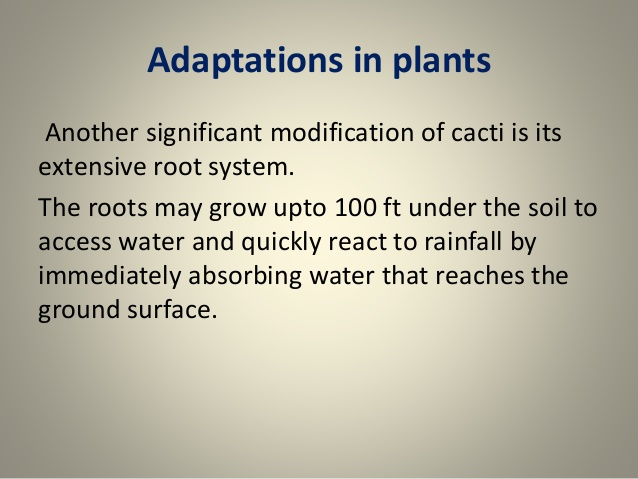 Adaptations in plants
Another significant modification of cacti is its
extensive root system.
The roots may grow upto 100 ft under the soil to
access water and quickly react to rainfall by
immediately absorbing water that reaches the
ground surface.